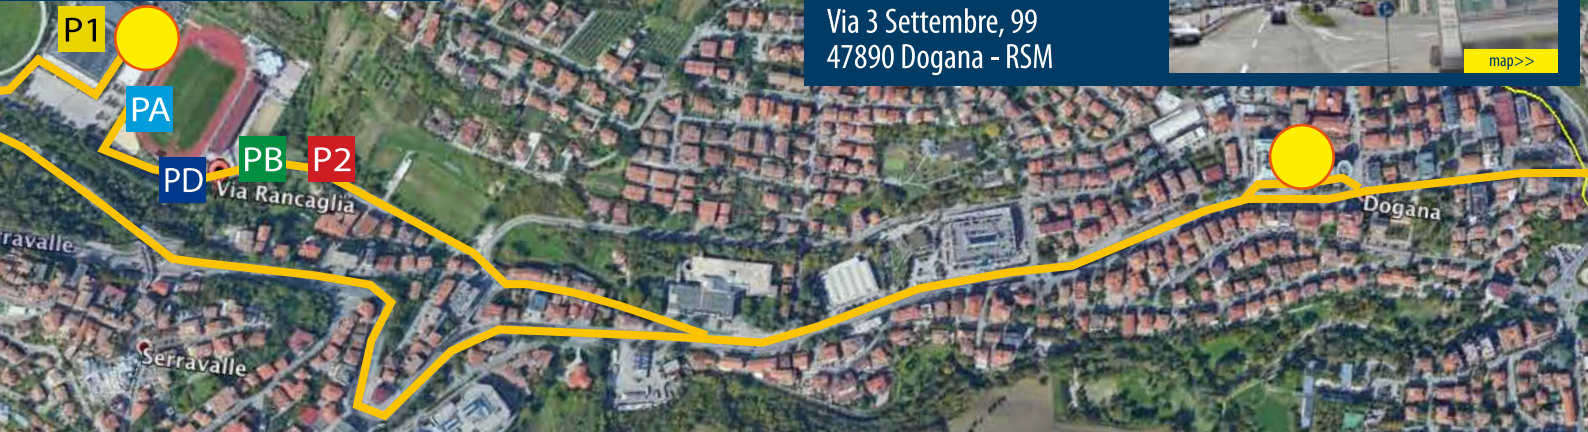 Via 3 Settembre, 99
47890 Dogana - RSM
map>>
P1
PA
PD
PB
P2
Via Rancaglia
Dogana
ravalle
Serravalle